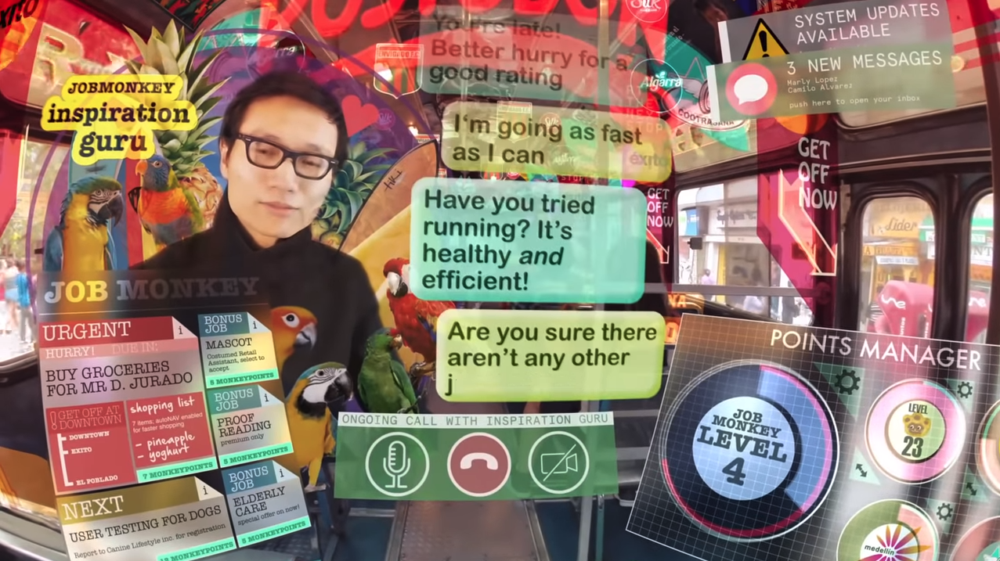 JOBMONKEY
inspiration
guru
You're late!
Better hurry for a
good rating
I'm going as fast
as I can
Have you tried
running? It's
healthy and
efficient!
Are you sure there
aren't any other
j
ONGOING CALL WITH INSPIRATION GURU
SYSTEM UPDATES
AVAILABLE
3 NEW MESSAGES
Marly Lopez
Camilo Alvarez
push here to open your inbox
Silk
Algarra
COOTRASANA
éxito
tiki
GET
OFF
NOW
GET
OFF
NOW
Lider
JOB MONKEY
URGENT
i
HURRY! DUE IN:
BUY GROCERIES
FOR MR D. JURADO
! GET OFF AT
DOWNTOWN
DOWNTOWN
EXITO
EL POBLADO
shopping list
7 items: autoNAV enabled
for faster shopping
- pineapple
- yoghurt
7 MONKEYPOINTS
BONUS
JOB
i
MASCOT
Costumed Retail
Assistant, select to
accept
5 MONKEYPOINTS
BONUS
JOB
i
PROOF
READING
premium only
5 MONKEYPOINTS
NEXT
i
USER TESTING FOR DOGS
Report to Canine Lifestyle inc. for registration
MONKEYPOINTS
BONUS
JOB
i
ELDERLY
CARE
special offer on now!
5 MONKEYPOINTS
POINTS MANAGER
JOB
MONKEY
LEVEL
4
LEVEL
23
medellin